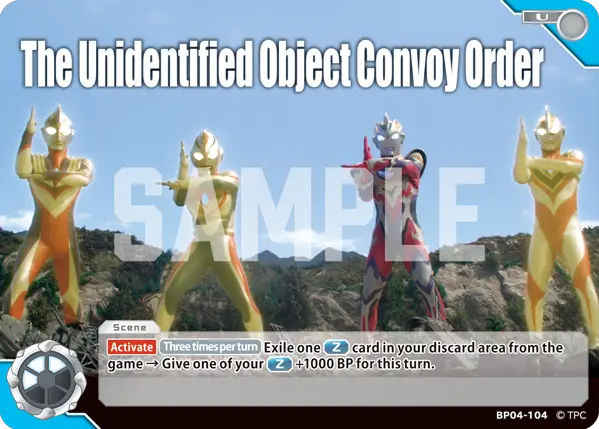 U
The Unidentified Object Convoy Order
SAMPLE
Scene
Activate Three times per turn Exile one Z card in your discard area from the
game → Give one of your Z +1000 BP for this turn.
BP04-104 © TPC